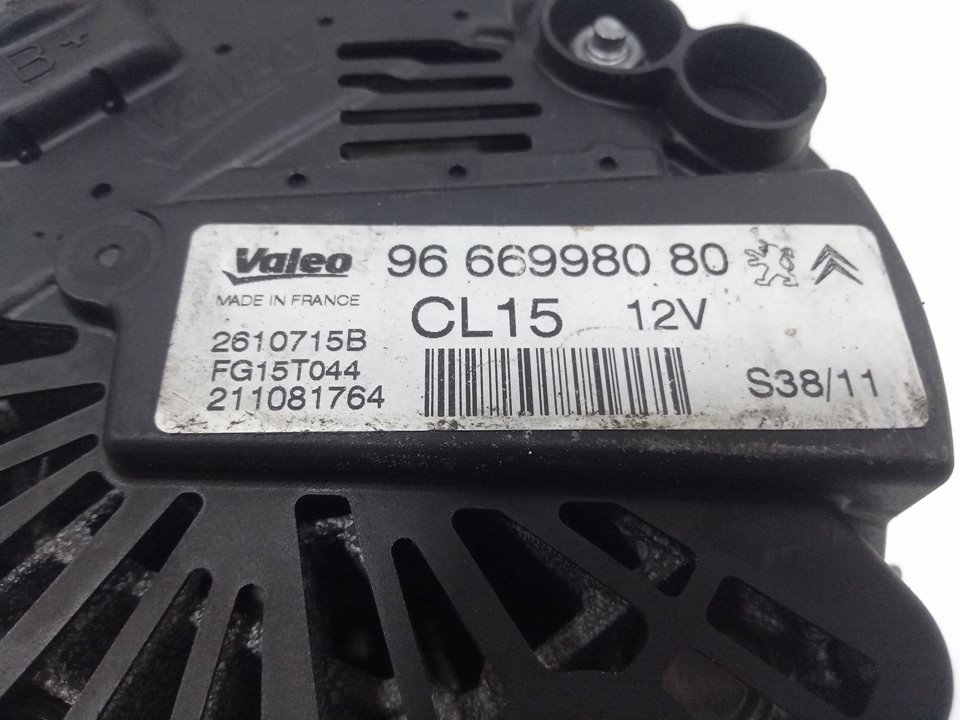 Valeo 96 669980 80
MADE IN FRANCE
CL15 12V
2610715B
FG15T044
211081764
S38/11